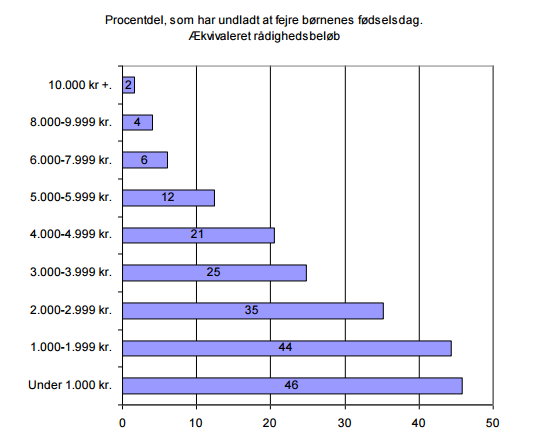 Procentdel, som har undladt at fejre børnenes fødselsdag.
Ækvivaleret rådighedsbeløb
10.000 kr +. 2
8.000-9.999 kr. 4
6.000-7.999 kr. 6
5.000-5.999 kr. 12
4.000-4.999 kr. 21
3.000-3.999 kr. 25
2.000-2.999 kr. 35
1.000-1.999 kr. 44
Under 1.000 kr. 46
0 10 20 30 40 50